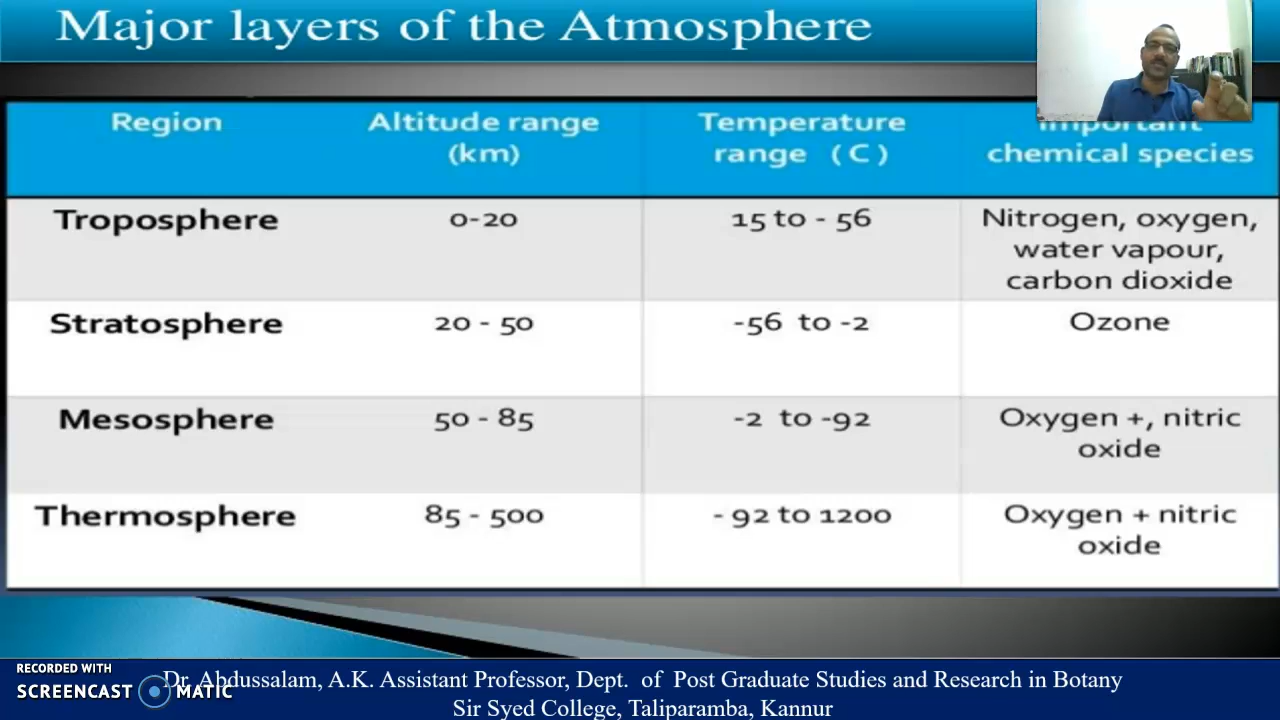 Major layers of the Atmosphere
Region
Altitude range
(km)
Temperature
range ( C )
Important
chemical species
Troposphere
0-20
15 to - 56
Nitrogen, oxygen,
water vapour,
carbon dioxide
Stratosphere
20 - 50
-56 to -2
Ozone
Mesosphere
50 - 85
-2 to -92
Oxygen +, nitric
oxide
Thermosphere
85 - 500
- 92 to 1200
Oxygen + nitric
oxide
RECORDED WITH
SCREENCAST MATIC
Dr. Abdussalam, A.K. Assistant Professor, Dept. of Post Graduate Studies and Research in Botany
Sir Syed College, Taliparamba, Kannur